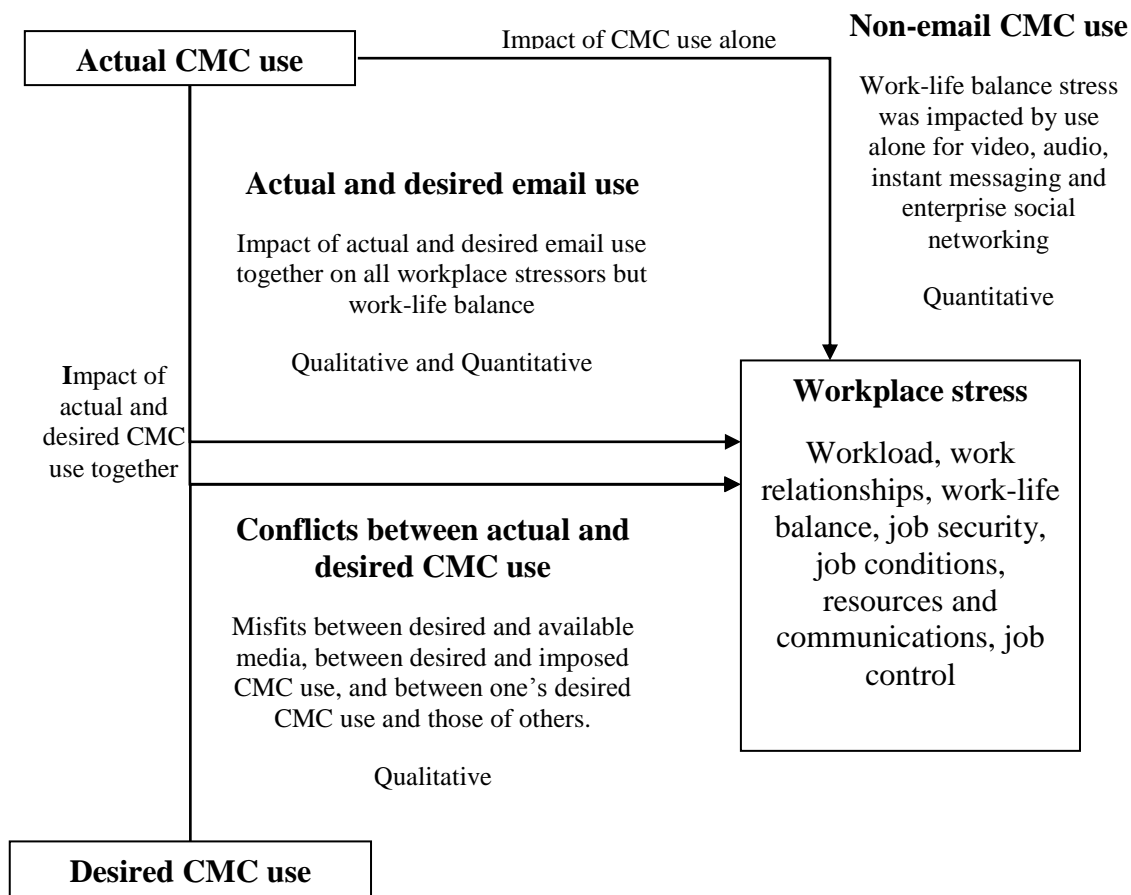 Actual CMC use
Impact of CMC use alone
Non-email CMC use
Work-life balance stress
was impacted by use
alone for video, audio,
instant messaging and
enterprise social
networking
Quantitative
Actual and desired email use
Impact of actual and desired email use
together on all workplace stressors but
work-life balance
Qualitative and Quantitative
Impact of
actual and
desired CMC
use together
Workplace stress
Workload, work
relationships, work-life
balance, job security,
job conditions,
resources and
communications, job
control
Conflicts between actual and
desired CMC use
Misfits between desired and available
media, between desired and imposed
CMC use, and between one’s desired
CMC use and those of others.
Qualitative
Desired CMC use